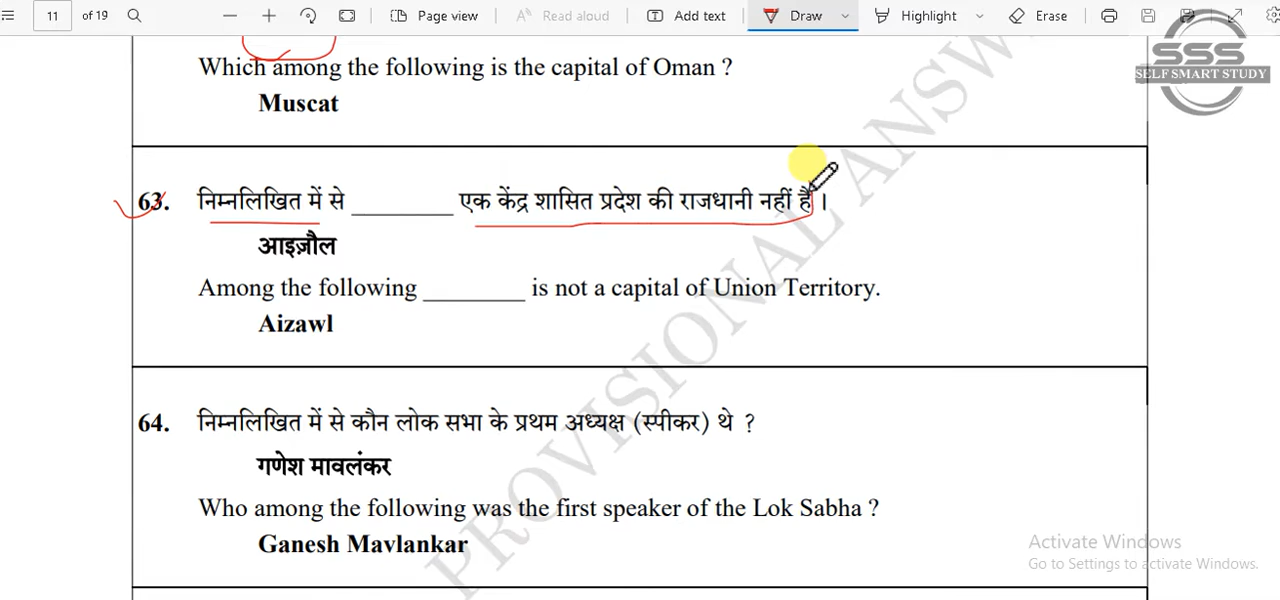 11 of 19 Page view Read aloud Add text Draw Highlight Erase
SSS
SELF SMART STUDY
Which among the following is the capital of Oman ?
Muscat
63. निम्नलिखित में से ________ एक केंद्र शासित प्रदेश की राजधानी नहीं है ।
आइज़ौल
Among the following ________ is not a capital of Union Territory.
Aizawl
64. निम्नलिखित में से कौन लोक सभा के प्रथम अध्यक्ष (स्पीकर) थे ?
गणेश मावलंकर
Who among the following was the first speaker of the Lok Sabha ?
Ganesh Mavlankar
PROVISIONAL ANSW
Activate Windows
Go to Settings to activate Windows.